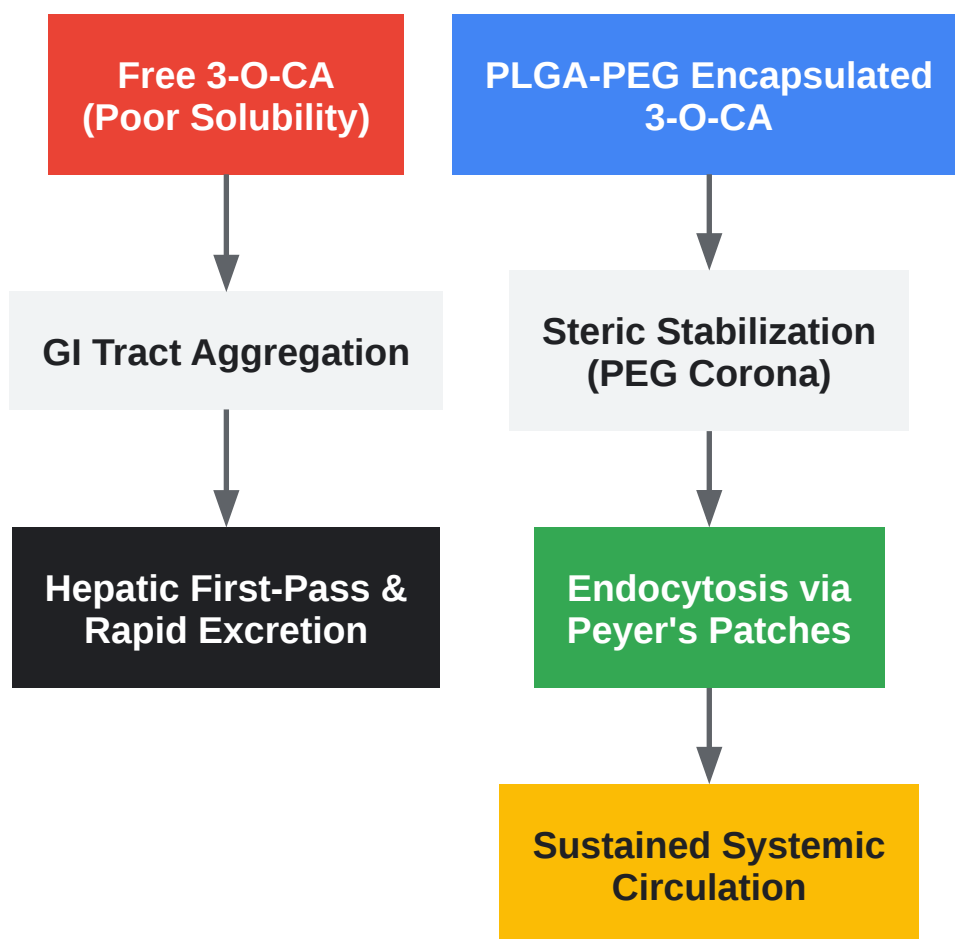 Free 3-O-CA
(Poor Solubility)
GI Tract Aggregation
Hepatic First-Pass &
Rapid Excretion
PLGA-PEG Encapsulated
3-O-CA
Steric Stabilization
(PEG Corona)
Endocytosis via
Peyer's Patches
Sustained Systemic
Circulation